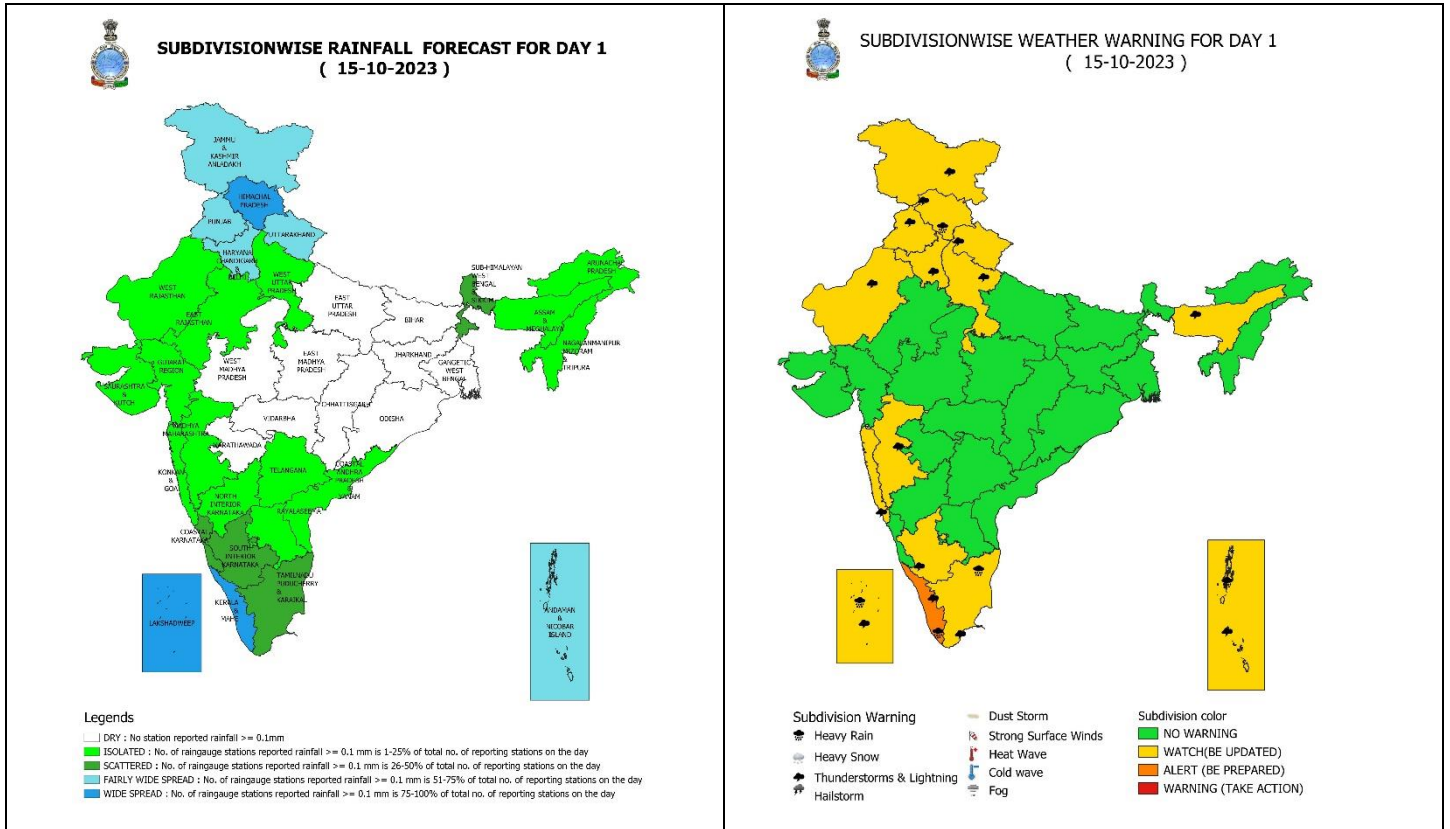 SUBDIVISIONWISE RAINFALL FORECAST FOR DAY 1
( 15-10-2023 )
JAMMU
&
KASHMIR
ANLADAKH
HIMACHAL
PRADESH
PUNJAB
UTTARAKHAND
HARYANA
CHANDIGARH
&
DELHI
WEST
RAJASTHAN
WEST
UTTAR
PRADESH
EAST
RAJASTHAN
EAST
UTTAR
PRADESH
BIHAR
SUB-HIMALAYAN
WEST
BENGAL
&
ARUNACHAL
PRADESH
ASSAM
&
MEGHALAYA
NAGALANMANIPUR
MIZORAM
&
TRIPURA
GUJARAT
REGION
SAURASHTRA
&
KUTCH
WEST
MADHYA
PRADESH
EAST
MADHYA
PRADESH
JHARKHAND
GANGETIC
WEST
BENGAL
CHHATTISGARH
ODISHA
VIDARBHA
MADHYA
MAHARASHTRA
MARATHAWADA
KONKAN
&
GOA
TELANGANA
COASTAL
ANDHRA
PRADESH
&
YANAM
NORTH
INTERIOR
KARNATAKA
RAYALASEEMA
COASTAL
KARNATAKA
SOUTH
INTERIOR
KARNATAKA
TAMILNADU
PUDUCHERRY
&
KARAIKAL
KERALA
&
MAHE
LAKSHADWEEP
ANDAMAN
&
NICOBAR
ISLAND
Legends
DRY : No station reported rainfall >= 0.1mm
ISOLATED : No. of raingauge stations reported rainfall >= 0.1 mm is 1-25% of total no. of reporting stations on the day
SCATTERED : No. of raingauge stations reported rainfall >= 0.1 mm is 26-50% of total no. of reporting stations on the day
FAIRLY WIDE SPREAD : No. of raingauge stations reported rainfall >= 0.1 mm is 51-75% of total no. of reporting stations on the day
WIDE SPREAD : No. of raingauge stations reported rainfall >= 0.1 mm is 75-100% of total no. of reporting stations on the day
SUBDIVISIONWISE WEATHER WARNING FOR DAY 1
( 15-10-2023 )
Subdivision Warning
Heavy Rain
Heavy Snow
Thunderstorms & Lightning
Hailstorm
Dust Storm
Strong Surface Winds
Heat Wave
Cold wave
Fog
Subdivision color
NO WARNING
WATCH(BE UPDATED)
ALERT (BE PREPARED)
WARNING (TAKE ACTION)